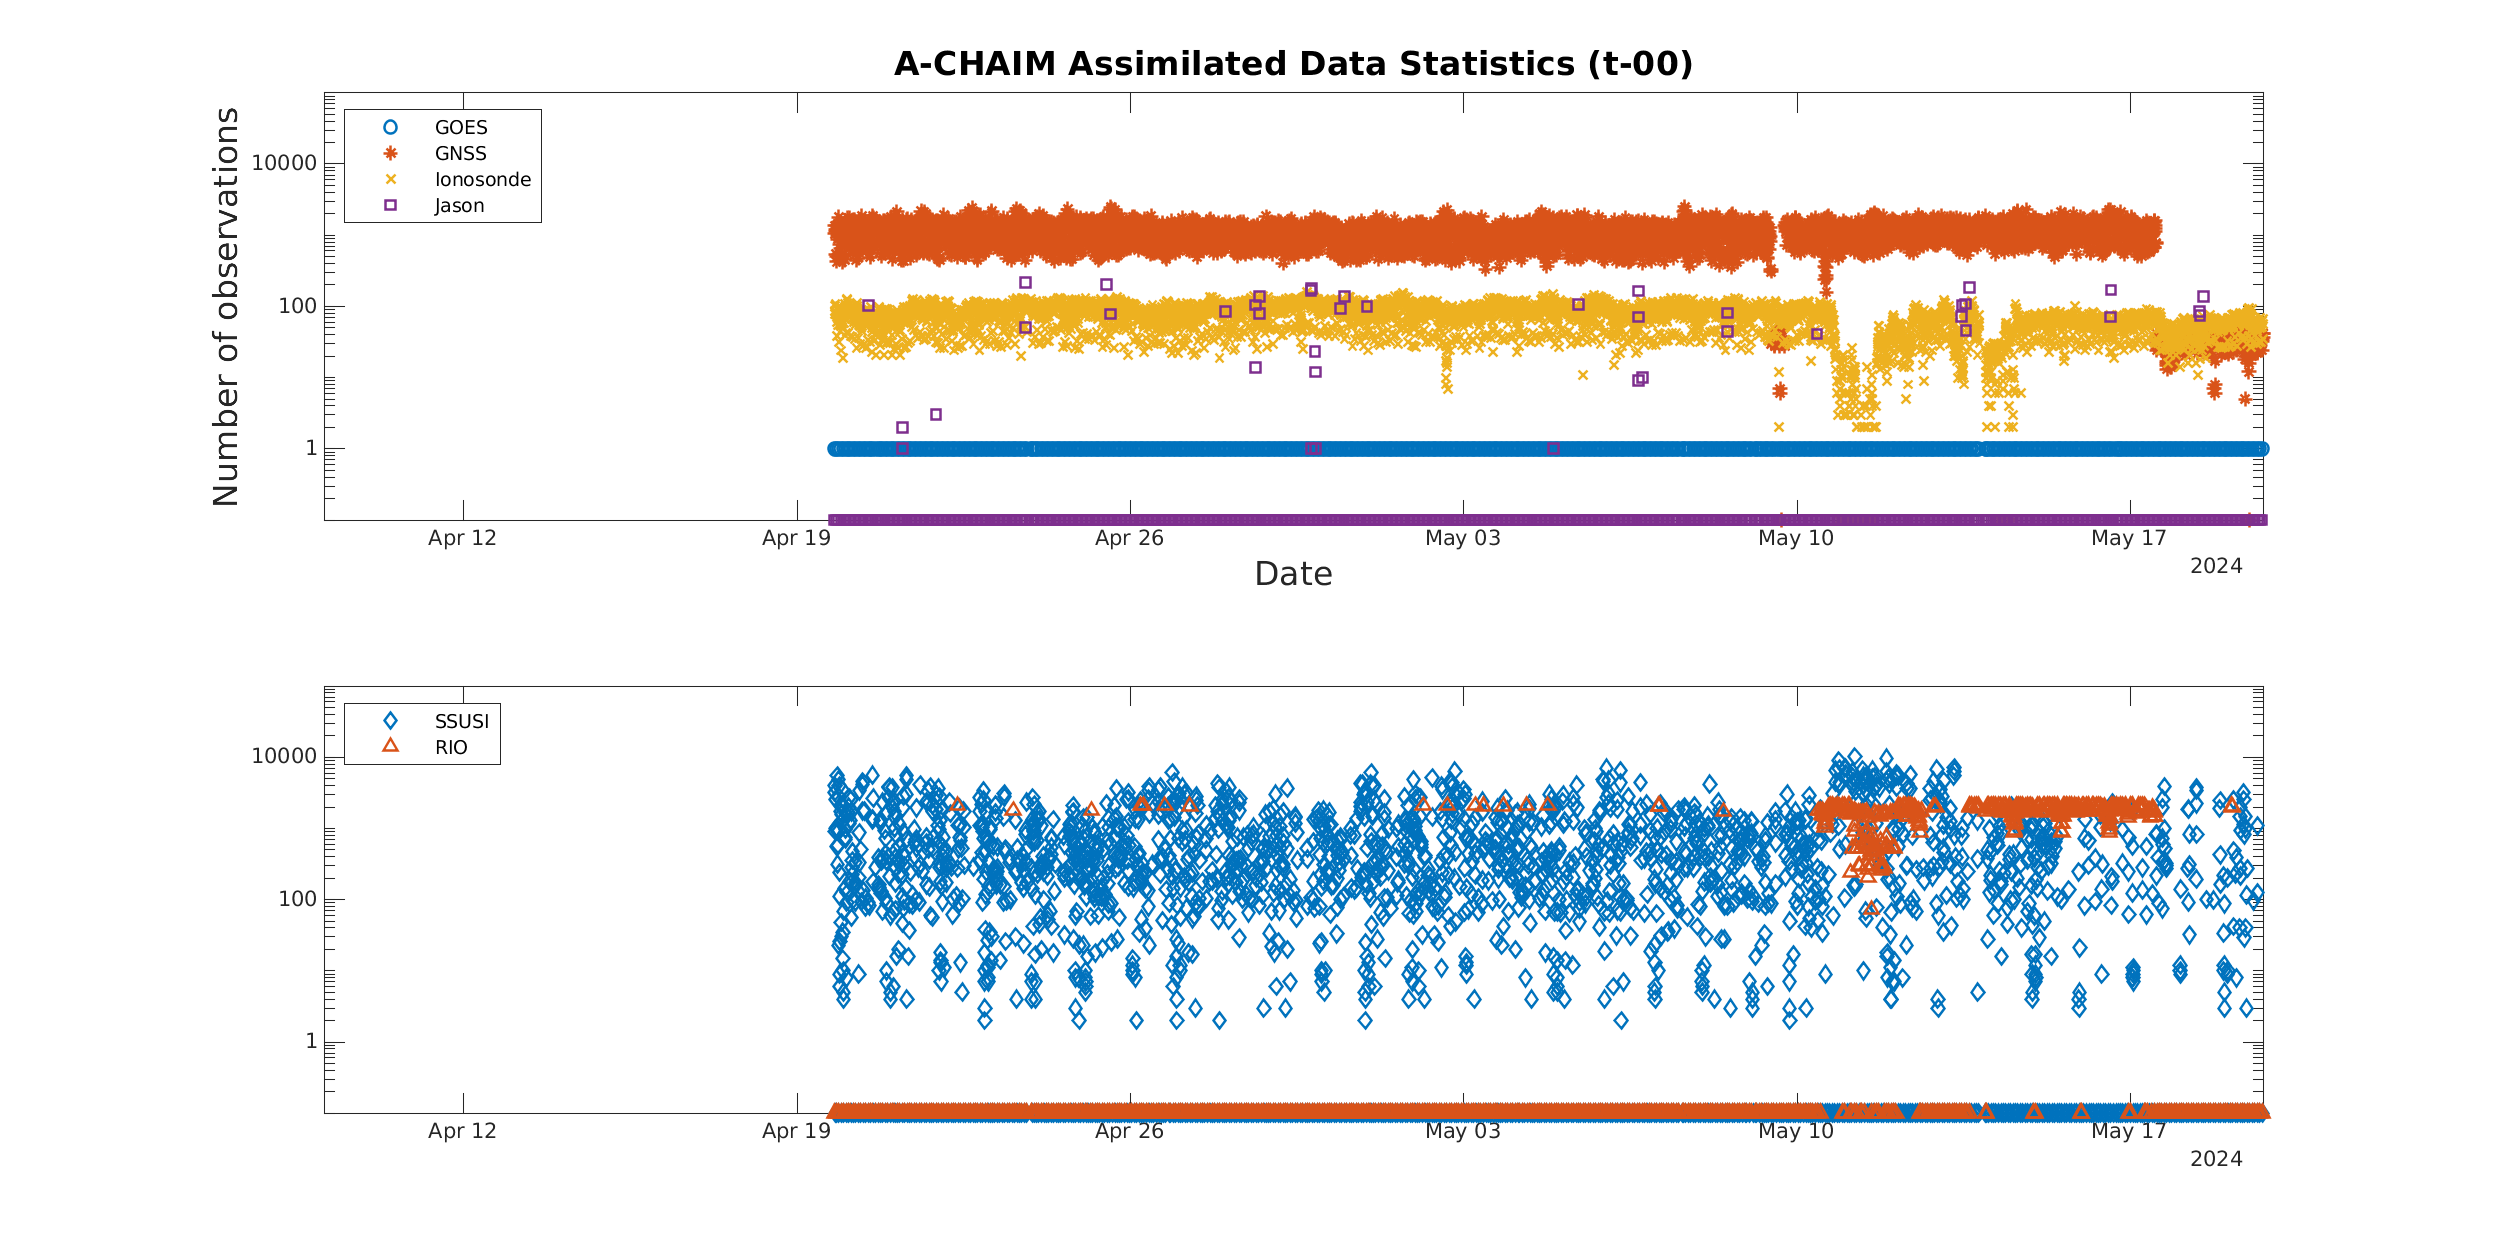 A-CHAIM Assimilated Data Statistics (t-00)
Number of observations
10000
100
1
GOES
GNSS
Ionosonde
Jason
Apr 12
Apr 19
Apr 26
May 03
May 10
May 17
2024
Date
10000
100
1
SSUSI
RIO
Apr 12
Apr 19
Apr 26
May 03
May 10
May 17
2024